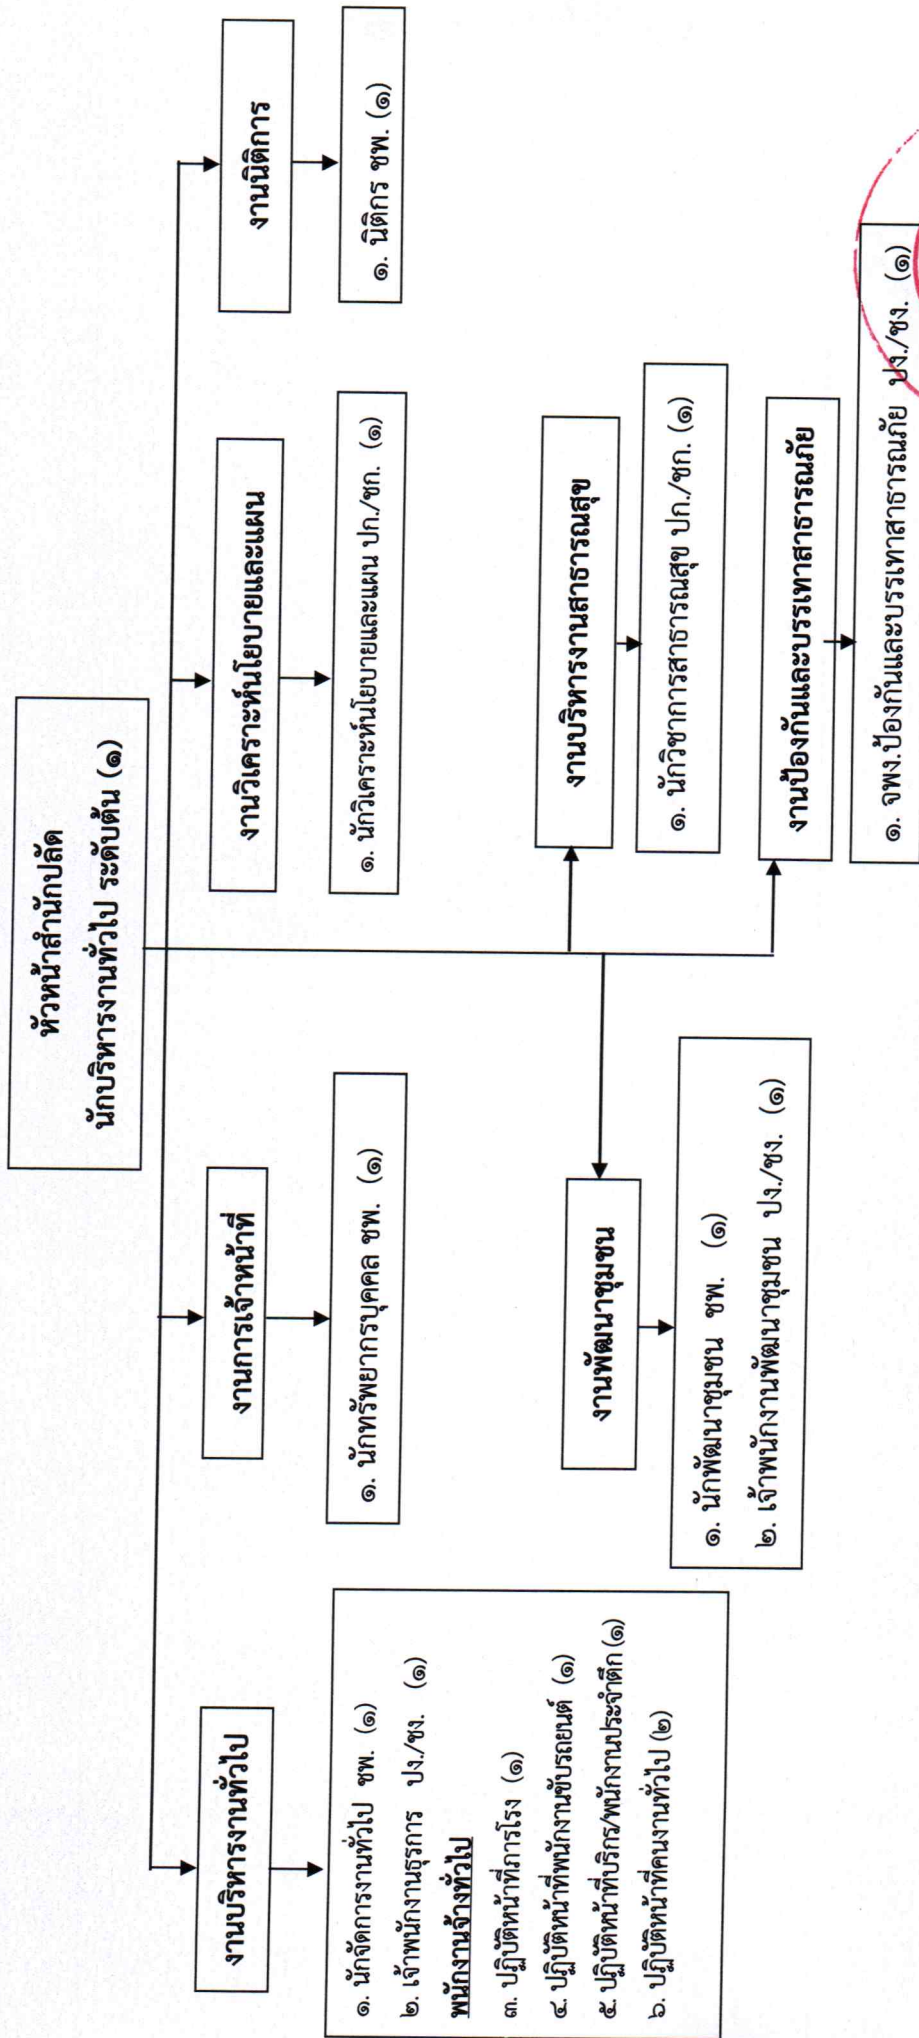 หัวหน้าสำนักปลัด
นักบริหารงานทั่วไป ระดับต้น (๑)
งานบริหารงานทั่วไป
๑. นักจัดการงานทั่วไป ชพ. (๑)
๒. เจ้าพนักงานธุรการ ปง./ชง. (๑)
พนักงานจ้างทั่วไป
๓. ปฏิบัติหน้าที่ภารโรง (๑)
๔. ปฏิบัติหน้าที่พนักงานขับรถยนต์ (๑)
๕. ปฏิบัติหน้าที่บริกร/พนักงานประจำตึก (๑)
๖. ปฏิบัติหน้าที่คนงานทั่วไป (๒)
งานการเจ้าหน้าที่
๑. นักทรัพยากรบุคคล ชพ. (๑)
งานวิเคราะห์นโยบายและแผน
๑. นักวิเคราะห์นโยบายและแผน ปก./ชก. (๑)
งานนิติการ
๑. นิติกร ชพ. (๑)
งานพัฒนาชุมชน
๑. นักพัฒนาชุมชน ชพ. (๑)
๒. เจ้าพนักงานพัฒนาชุมชน ปง./ชง. (๑)
งานบริหารงานสาธารณสุข
๑. นักวิชาการสาธารณสุข ปก./ชก. (๑)
งานป้องกันและบรรเทาสาธารณภัย
๑. จพง.ป้องกันและบรรเทาสาธารณภัย ปง./ชง. (๑)